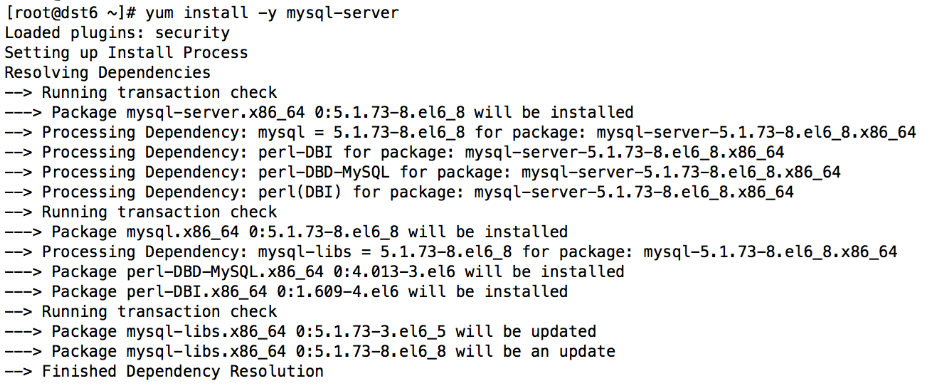 [root@dst6 ~]# yum install -y mysql-server
Loaded plugins: security
Setting up Install Process
Resolving Dependencies
--> Running transaction check
---> Package mysql-server.x86_64 0:5.1.73-8.el6_8 will be installed
--> Processing Dependency: mysql = 5.1.73-8.el6_8 for package: mysql-server-5.1.73-8.el6_8.x86_64
--> Processing Dependency: perl-DBI for package: mysql-server-5.1.73-8.el6_8.x86_64
--> Processing Dependency: perl-DBD-MySQL for package: mysql-server-5.1.73-8.el6_8.x86_64
--> Processing Dependency: perl(DBI) for package: mysql-server-5.1.73-8.el6_8.x86_64
--> Running transaction check
---> Package mysql.x86_64 0:5.1.73-8.el6_8 will be installed
--> Processing Dependency: mysql-libs = 5.1.73-8.el6_8 for package: mysql-5.1.73-8.el6_8.x86_64
---> Package perl-DBD-MySQL.x86_64 0:4.013-3.el6 will be installed
---> Package perl-DBI.x86_64 0:1.609-4.el6 will be installed
--> Running transaction check
---> Package mysql-libs.x86_64 0:5.1.73-3.el6_5 will be updated
---> Package mysql-libs.x86_64 0:5.1.73-8.el6_8 will be an update
--> Finished Dependency Resolution